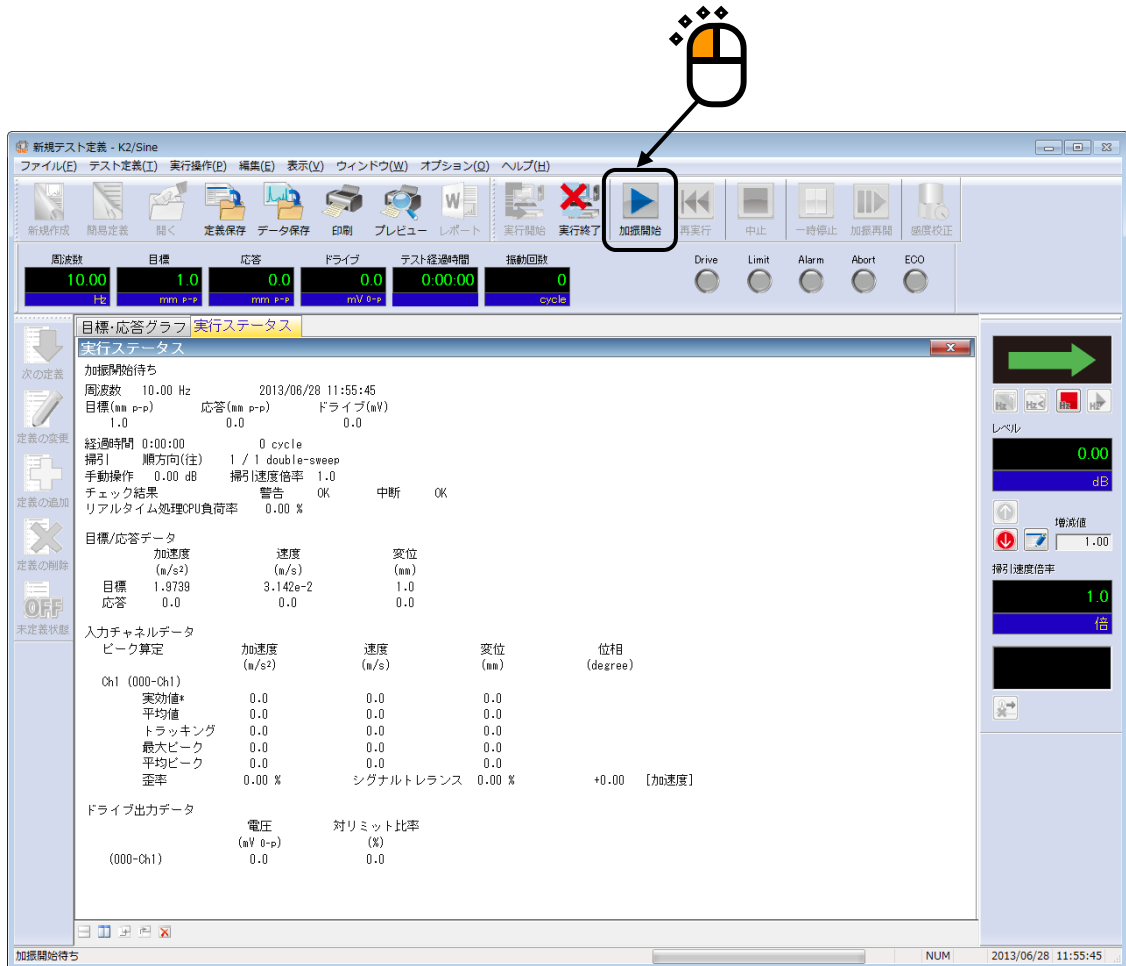 新規テスト定義 - K2/Sine
ファイル(F) テスト定義(T) 実行操作(P) 編集(E) 表示(V) ウィンドウ(W) オプション(O) ヘルプ(H)
新規作成 簡易定義 開く 定義保存 データ保存 印刷 プレビュー レポート 実行開始 実行終了 加振開始 再実行 中止 一時停止 加振再開 感度校正
周波数 目標 応答 ドライブ テスト経過時間 振動回数 Drive Limit Alarm Abort ECO
10.00 1.0 0.0 0.0 0:00:00 0
Hz mm p-p mm p-p mV 0-p cycle
次の定義
定義の変更
定義の追加
定義の削除
OFF
未定義状態
目標・応答グラフ 実行ステータス
実行ステータス
加振開始待ち
周波数 10.00 Hz 2013/06/28 11:55:45
目標(mm p-p) 応答(mm p-p) ドライブ(mV)
1.0 0.0 0.0
経過時間 0:00:00 0 cycle
掃引 順方向(往) 1 / 1 double-sweep
手動操作 0.00 dB 掃引速度倍率 1.0
チェック結果 警告 OK 中断 OK
リアルタイム処理CPU負荷率 0.00 %
目標/応答データ
加速度 速度 変位
(m/s²) (m/s) (mm)
目標 1.9739 3.142e-2 1.0
応答 0.0 0.0 0.0
入力チャネルデータ
ピーク算定 加速度 速度 変位 位相
(m/s²) (m/s) (mm) (degree)
Ch1 (000-Ch1)
実効値* 0.0 0.0 0.0
平均値 0.0 0.0 0.0
トラッキング 0.0 0.0 0.0
最大ピーク 0.0 0.0 0.0
平均ピーク 0.0 0.0 0.0
歪率 0.00 % シグナルトレランス 0.00 % +0.00 [加速度]
ドライブ出力データ
電圧 対リミット比率
(mV 0-p) (%)
(000-Ch1) 0.0 0.0
Hz Hz Hz Hz
レベル
0.00
dB
増減値
1.00
掃引速度倍率
1.0
倍
加振開始待ち NUM 2013/06/28 11:55:45